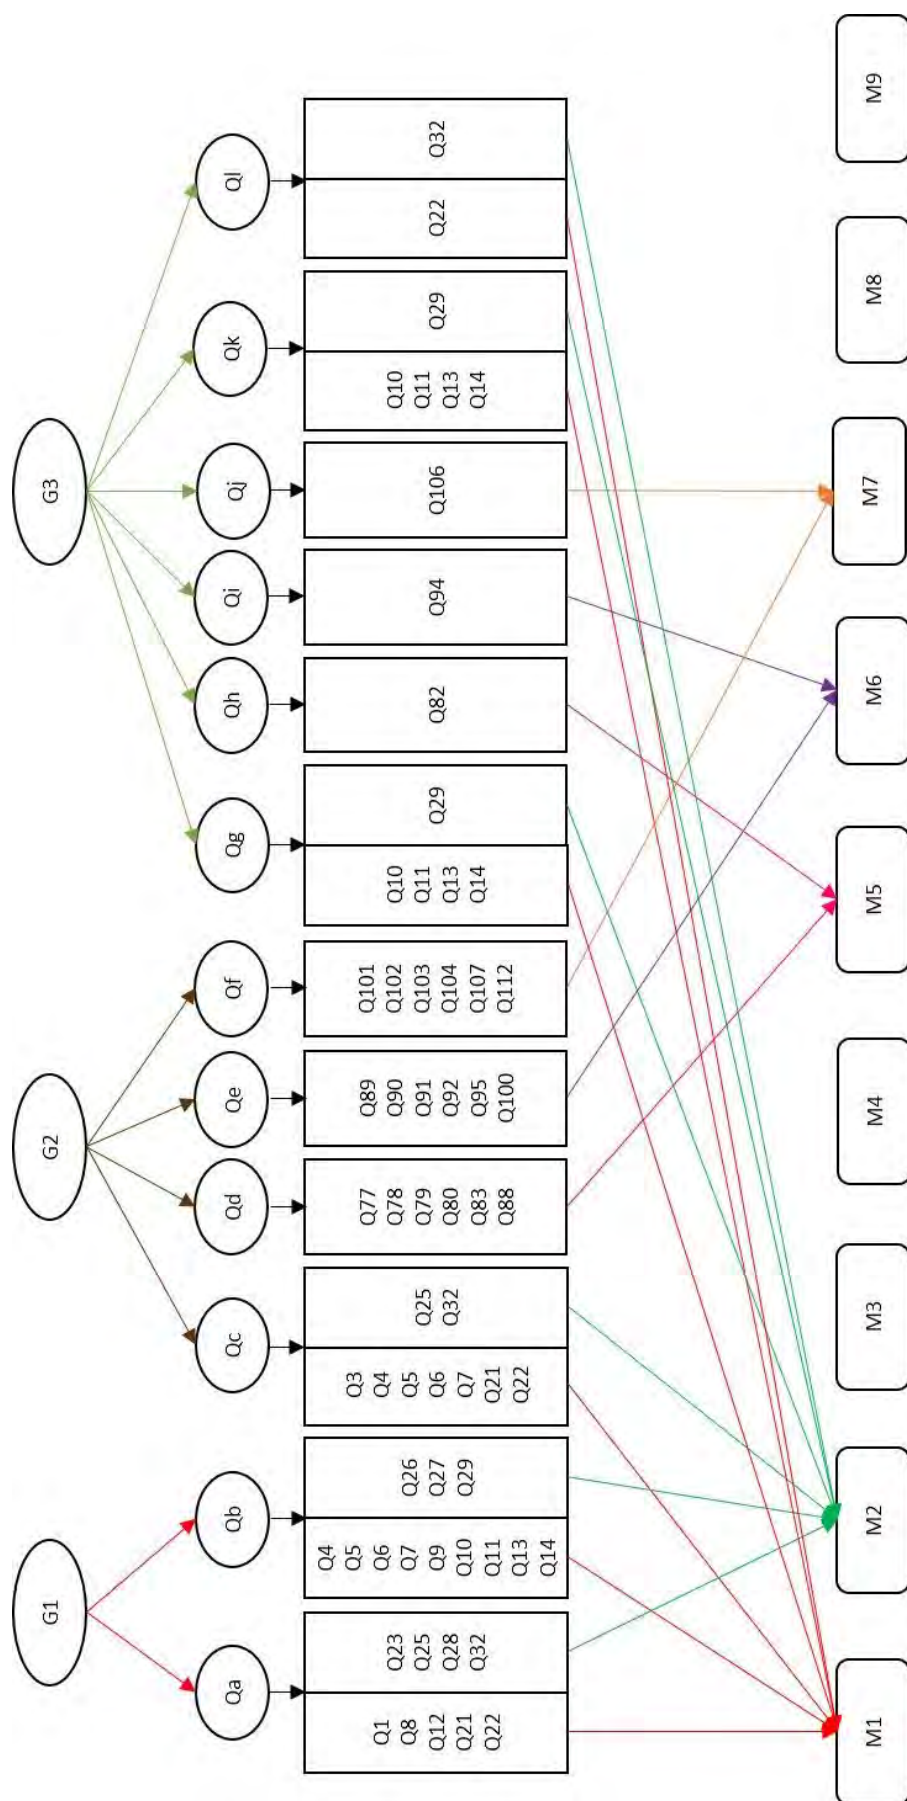 G1
G2
G3
Qa
Qb
Qc
Qd
Qe
Qf
Qg
Qh
Qi
Qj
Qk
Ql
Q1
Q8
Q12
Q21
Q22
Q23
Q25
Q28
Q32
Q4
Q5
Q6
Q7
Q9
Q10
Q11
Q13
Q14
Q26
Q27
Q29
Q3
Q4
Q5
Q6
Q7
Q21
Q22
Q25
Q32
Q77
Q78
Q79
Q80
Q83
Q88
Q89
Q90
Q91
Q92
Q95
Q100
Q101
Q102
Q103
Q104
Q107
Q112
Q10
Q11
Q13
Q14
Q29
Q82
Q94
Q106
Q10
Q11
Q13
Q14
Q29
Q22
Q32
M1
M2
M3
M4
M5
M6
M7
M8
M9